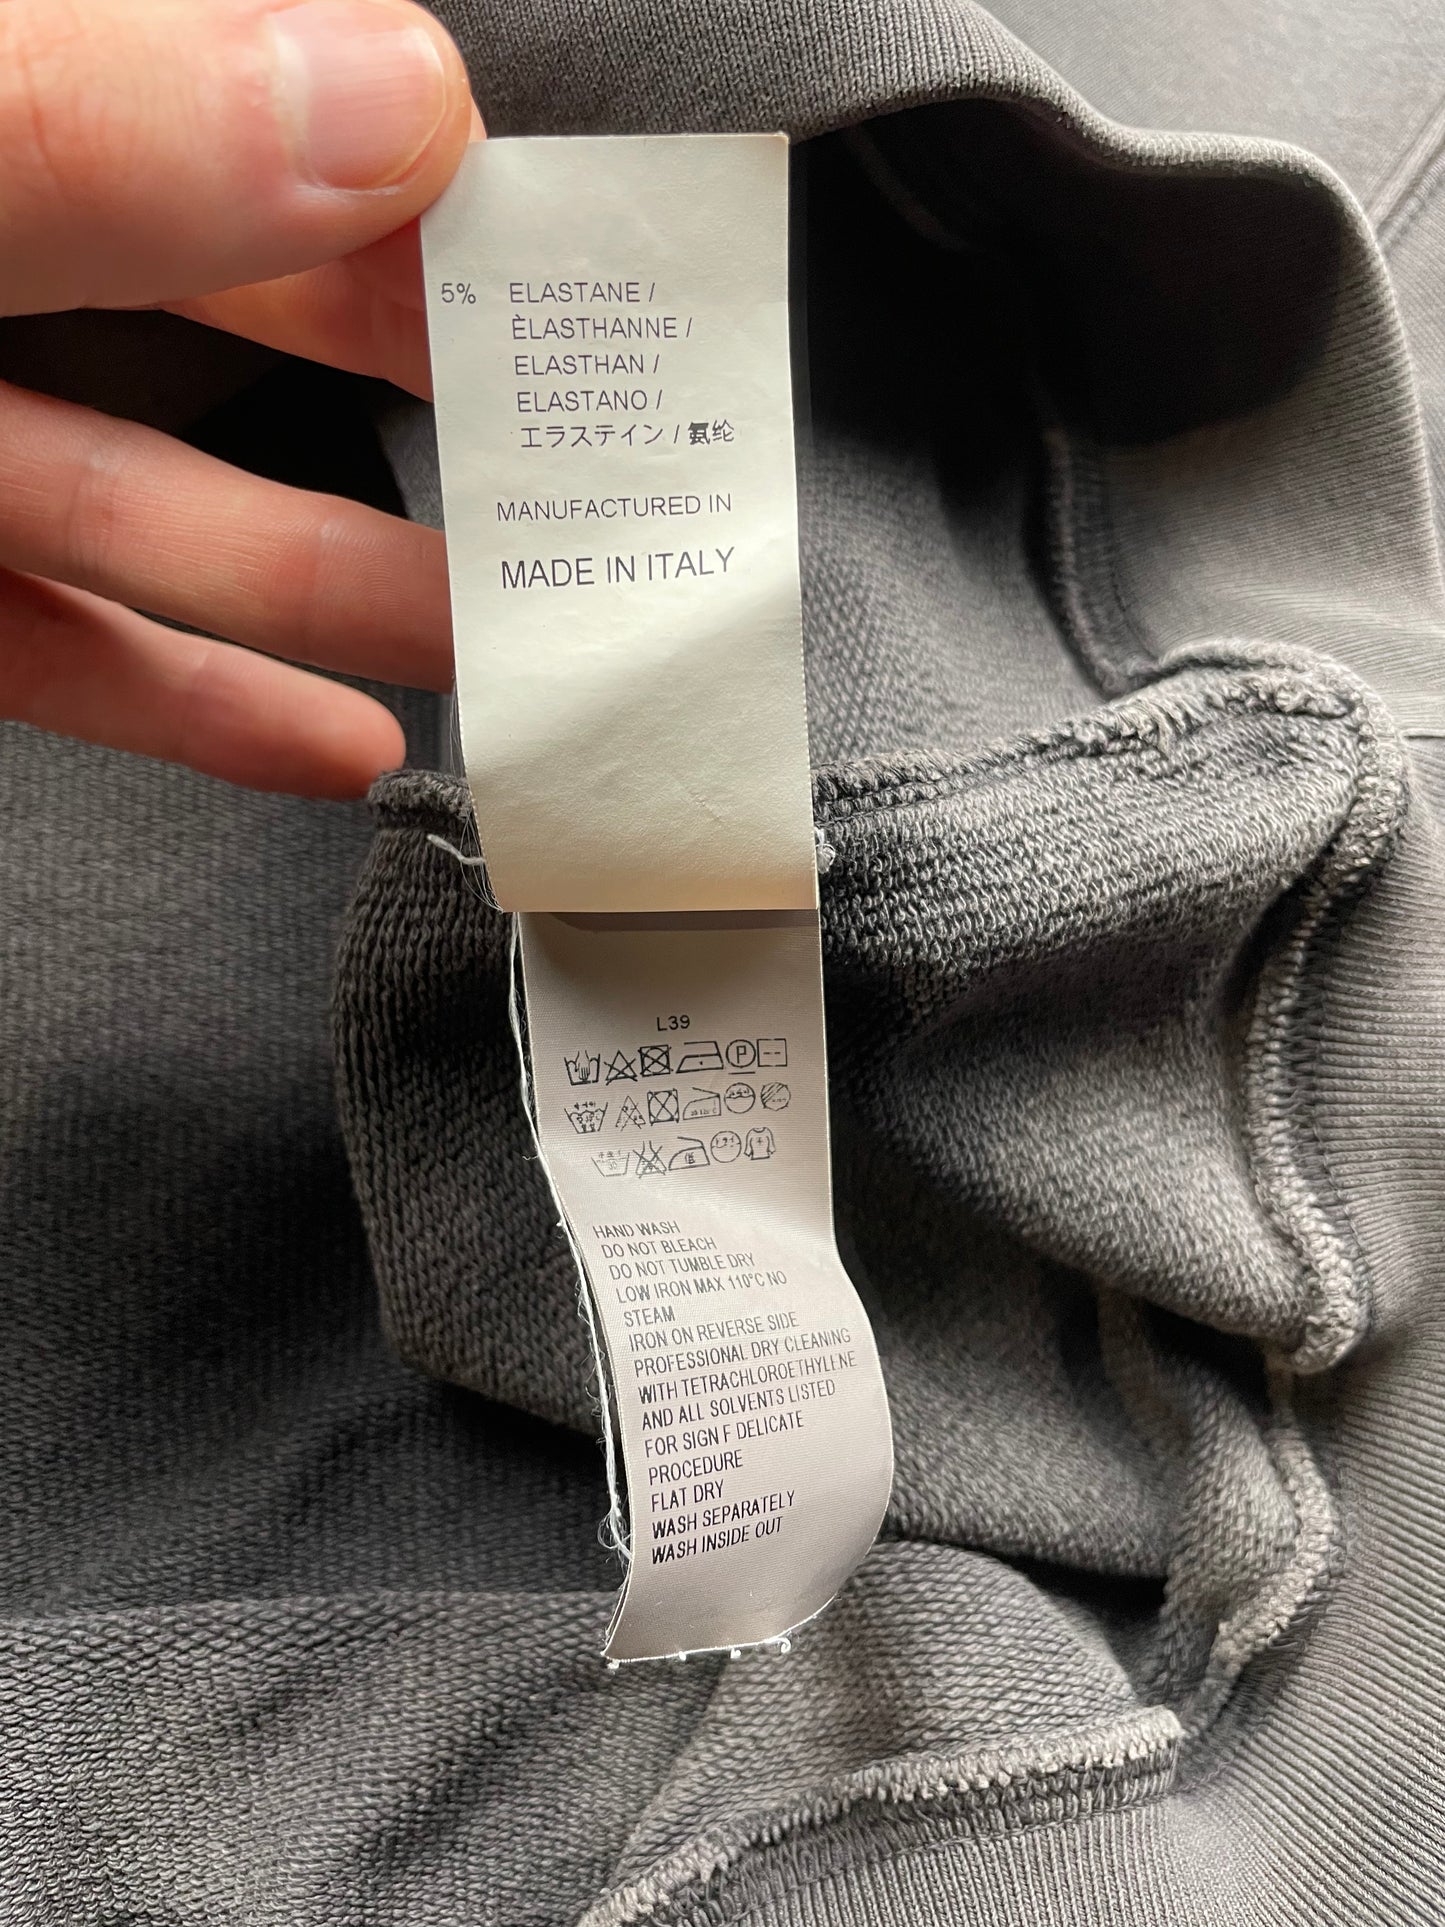 5% ELASTANE /
ÈLASTHANNE /
ELASTHAN /
ELASTANO /
エラステイン / 氨纶
MANUFACTURED IN
MADE IN ITALY
L39
P
HAND WASH
DO NOT BLEACH
DO NOT TUMBLE DRY
LOW IRON MAX 110°C NO
STEAM
IRON ON REVERSE SIDE
PROFESSIONAL DRY CLEANING
WITH TETRACHLOROETHYLENE
AND ALL SOLVENTS LISTED
FOR SIGN F DELICATE
PROCEDURE
FLAT DRY
WASH SEPARATELY
WASH INSIDE OUT